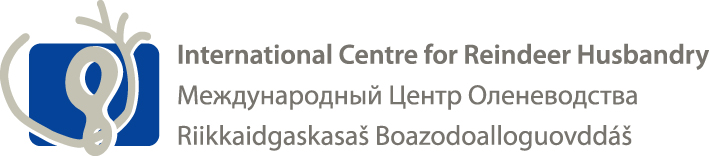 International Centre for Reindeer Husbandry
Международный Центр Оленеводства
Riikkaidgaskasaš Boazodoalloguovddáš